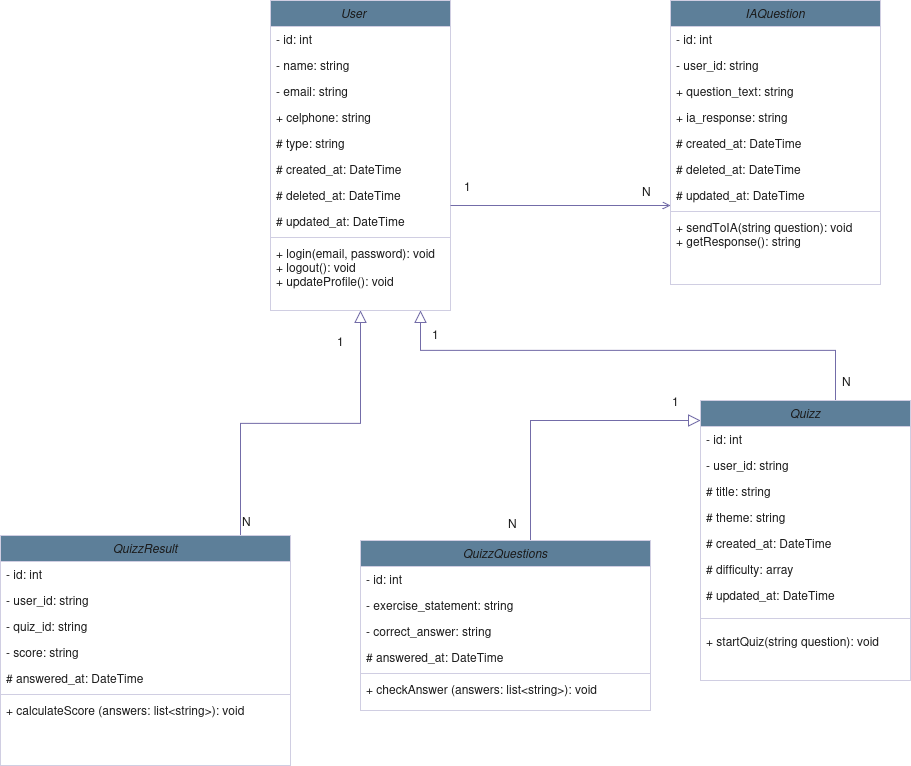 User
- id: int
- name: string
- email: string
+ celphone: string
# type: string
# created_at: DateTime
# deleted_at: DateTime
# updated_at: DateTime
+ login(email, password): void
+ logout(): void
+ updateProfile(): void
1
N
IAQuestion
- id: int
- user_id: string
+ question_text: string
+ ia_response: string
# created_at: DateTime
# deleted_at: DateTime
# updated_at: DateTime
+ sendToIA(string question): void
+ getResponse(): string
1
1
N
N
1
N
Quizz
- id: int
- user_id: string
# title: string
# theme: string
# created_at: DateTime
# difficulty: array
# updated_at: DateTime
+ startQuiz(string question): void
QuizzResult
- id: int
- user_id: string
- quiz_id: string
- score: string
# answered_at: DateTime
+ calculateScore (answers: list<string>): void
QuizzQuestions
- id: int
- exercise_statement: string
- correct_answer: string
# answered_at: DateTime
+ checkAnswer (answers: list<string>): void